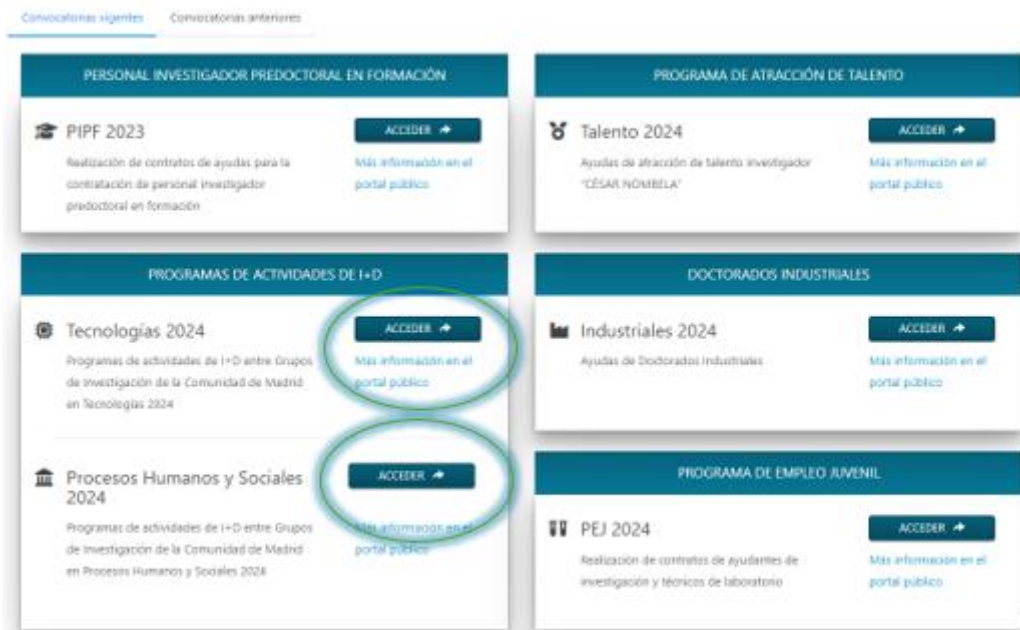 Convocatorias vigentes
Convocatorias anteriores
PERSONAL INVESTIGADOR PREDOCTORAL EN FORMACIÓN
PIPF 2023
ACCEDER
Realización de contratos de ayudas para la
contratación de personal investigador
predoctoral en formación
Más información en el
portal público
PROGRAMA DE ATRACCIÓN DE TALENTO
Talento 2024
ACCEDER
Ayudas de atracción de talento investigador
"CÉSAR NOMBELA"
Más información en el
portal público
PROGRAMAS DE ACTIVIDADES DE I+D
Tecnologías 2024
ACCEDER
Programas de actividades de I+D entre Grupos
de investigación de la Comunidad de Madrid
en Tecnologías 2024
Más información en el
portal público
Procesos Humanos y Sociales
2024
ACCEDER
Programas de actividades de I+D entre Grupos
de Investigación de la Comunidad de Madrid
en Procesos Humanos y Sociales 2024
Más información en el
portal público
DOCTORADOS INDUSTRIALES
Industriales 2024
ACCEDER
Ayudas de Doctorados Industriales
Más información en el
portal público
PROGRAMA DE EMPLEO JUVENIL
PEJ 2024
ACCEDER
Realización de contratos de ayudantes de
investigación y técnicos de laboratorio
Más información en el
portal público